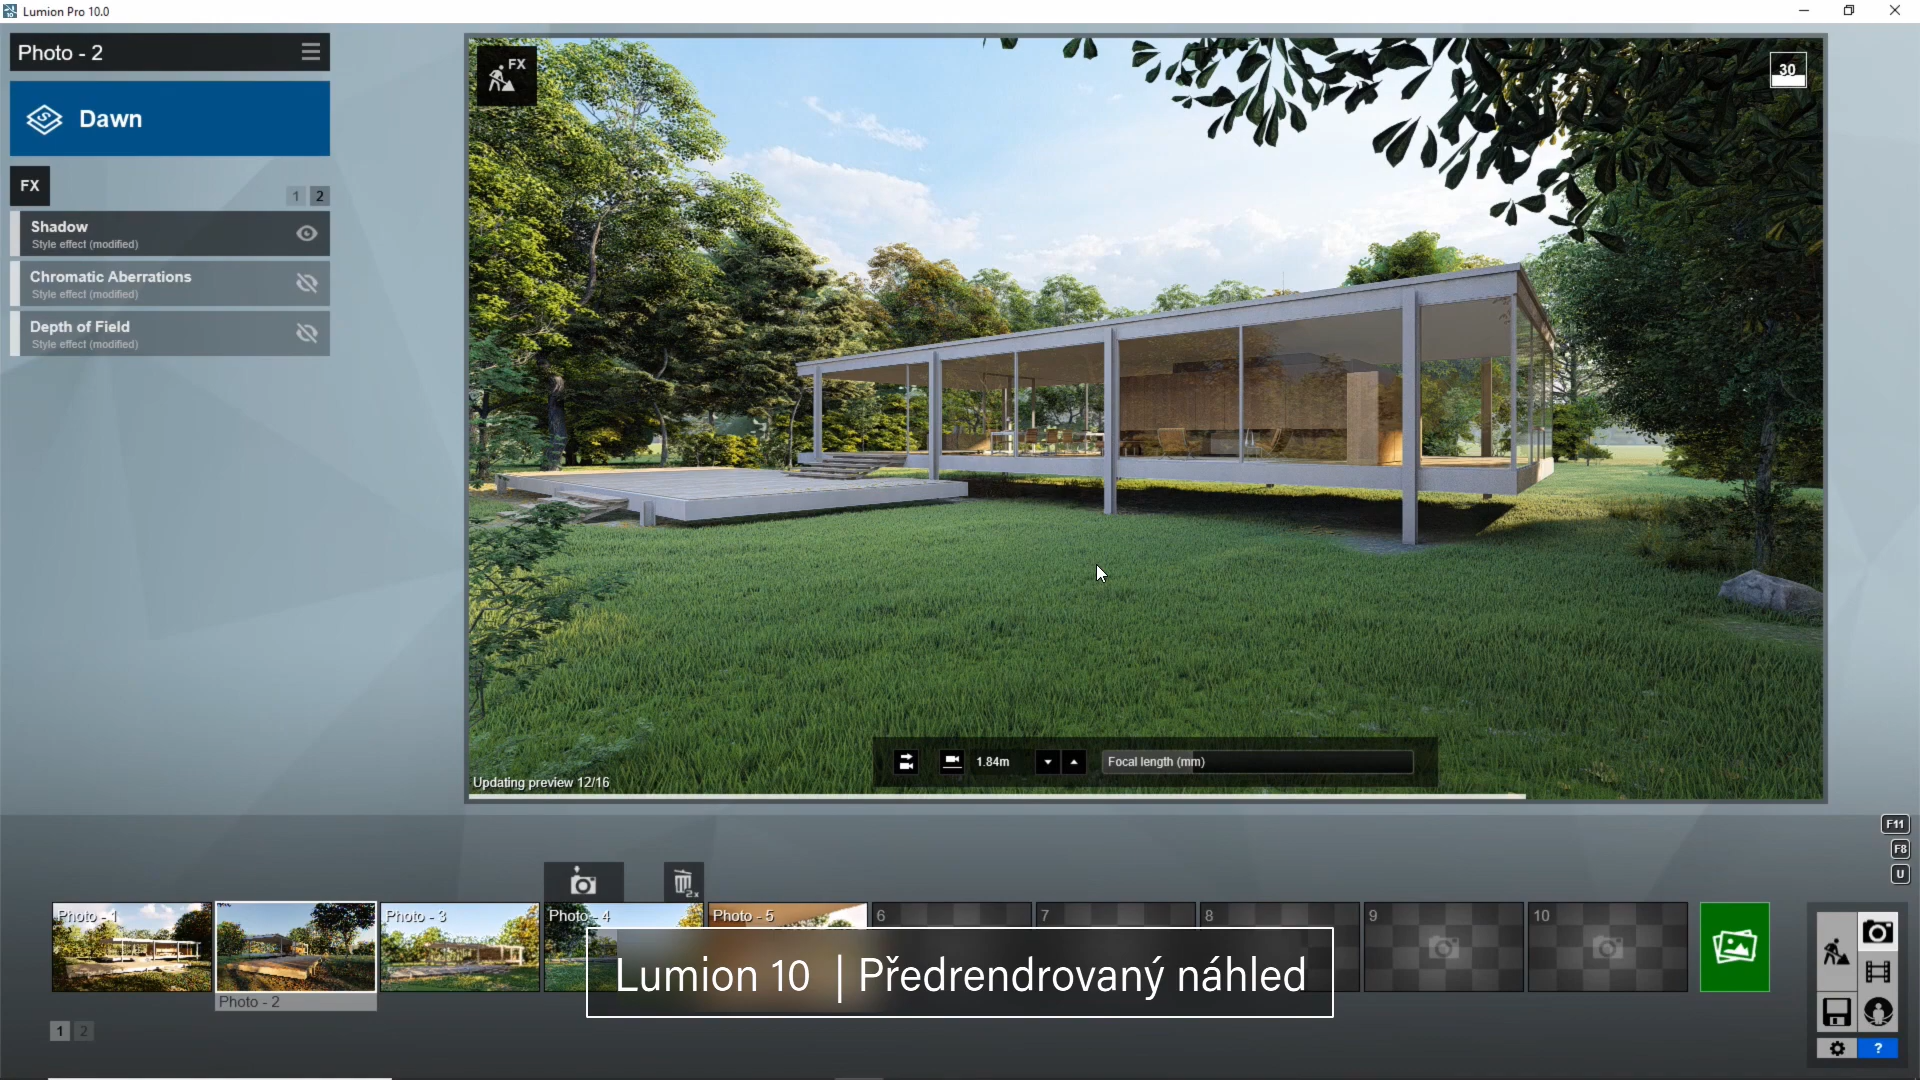 Lumion Pro 10.0
Photo - 2
Dawn
FX
1 2
Shadow
Style effect (modified)
Chromatic Aberrations
Style effect (modified)
Depth of Field
Style effect (modified)
FX
30
1.84m
Focal length (mm)
Updating preview 12/16
F11
F8
U
2x
Photo - 1
Photo - 3
Photo - 4
Photo - 5
6
7
8
9
10
Photo - 2
Lumion 10 | Předrendrovaný náhled
1 2
?